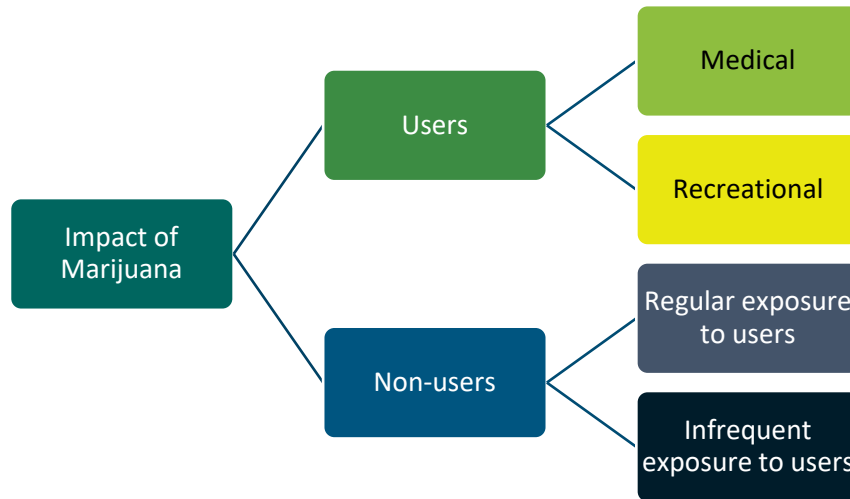 Medical
Users
Recreational
Impact of
Marijuana
Regular exposure
to users
Non-users
Infrequent
exposure to users